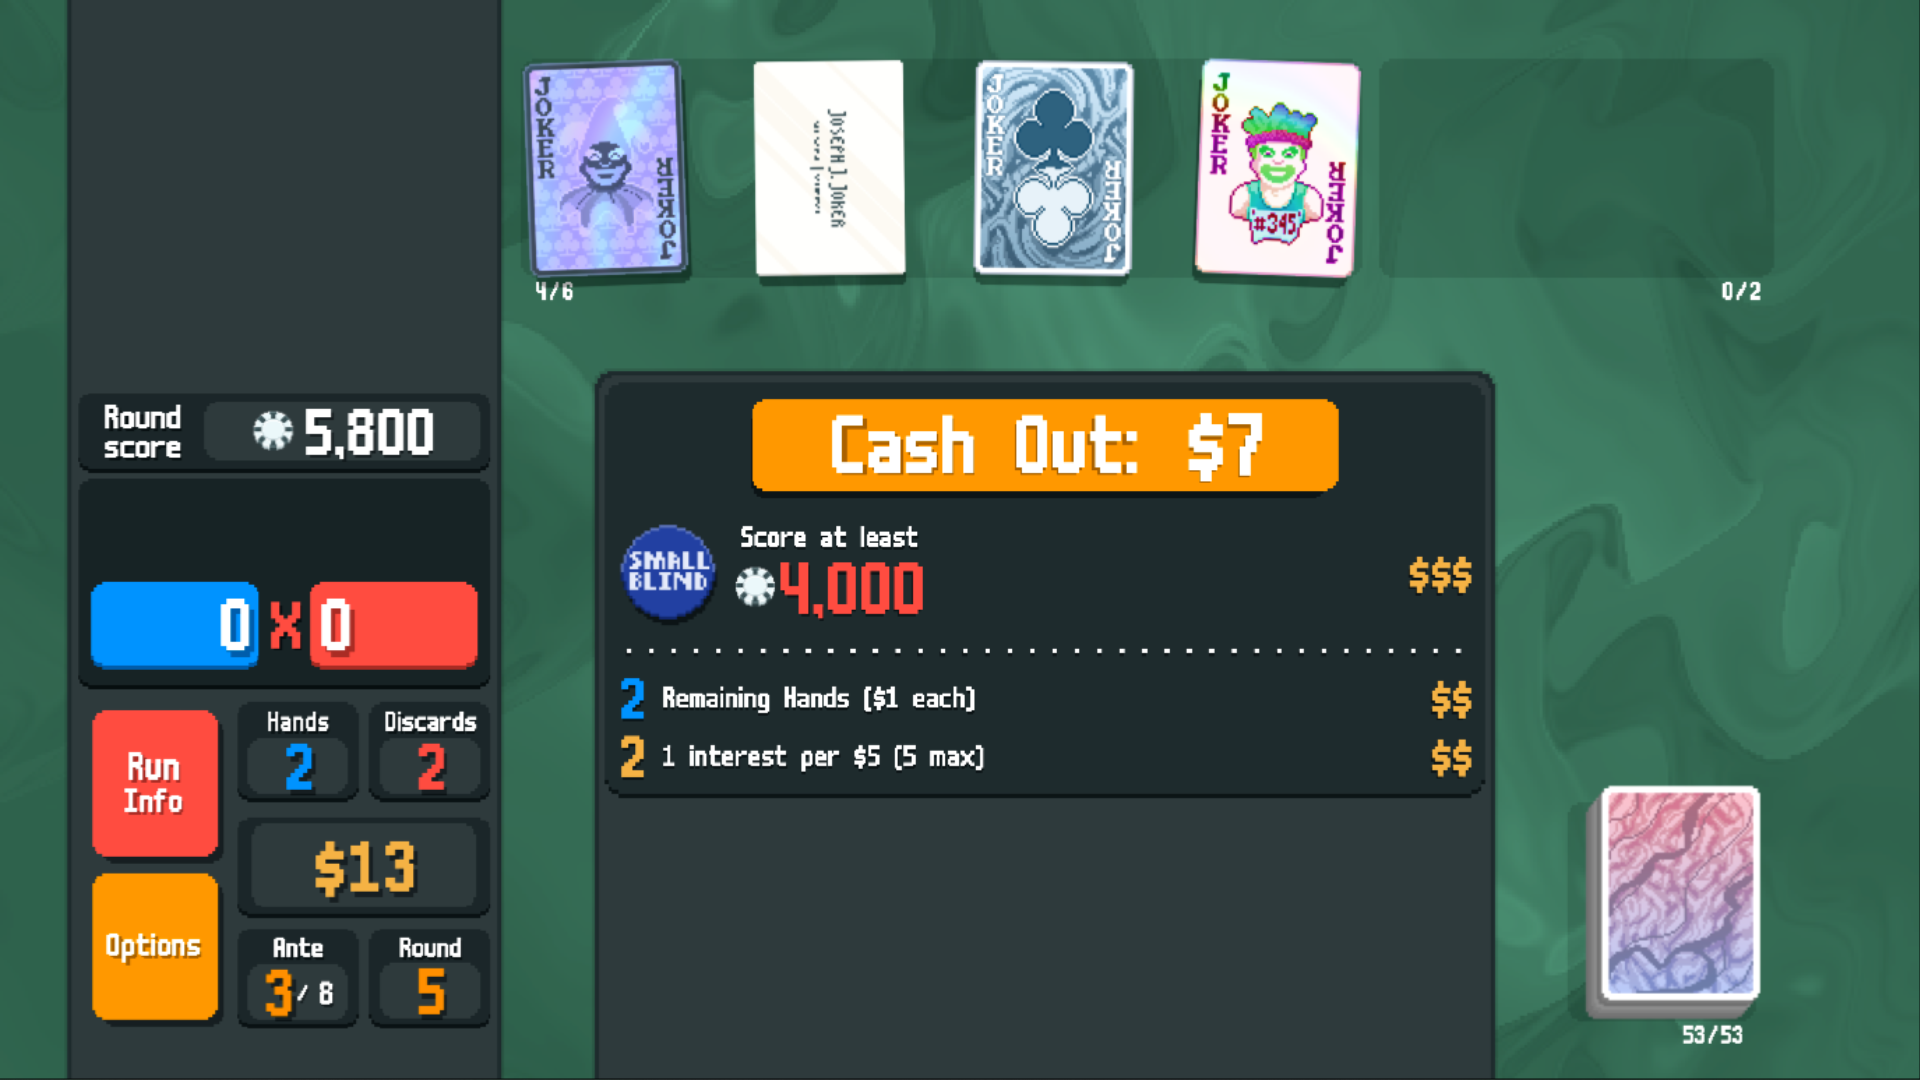 JOKER
JOKER
JOSEPH J. JOKER
JOKER
JOKER
JOKER
#345
JOKER
4/6
0/2
Round score
5,800
Cash Out: $7
SMALL BLIND
Score at least
4,000
$$$
0 X 0
2 Remaining Hands ($1 each) $$
2 1 interest per $5 (5 max) $$
Run Info
Hands
2
Discards
2
$13
Options
Ante
3/8
Round
5
53/53